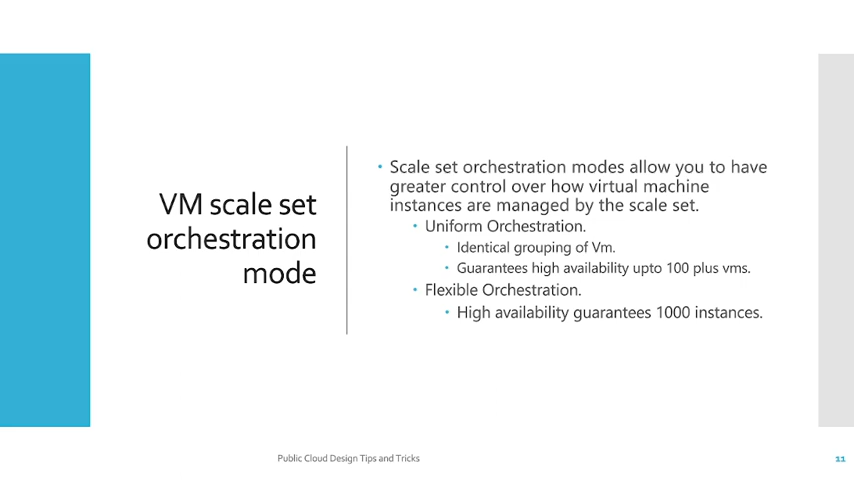 VM scale set
orchestration
mode
• Scale set orchestration modes allow you to have
greater control over how virtual machine
instances are managed by the scale set.
• Uniform Orchestration.
• Identical grouping of Vm.
• Guarantees high availability upto 100 plus vms.
• Flexible Orchestration.
• High availability guarantees 1000 instances.
Public Cloud Design Tips and Tricks
11